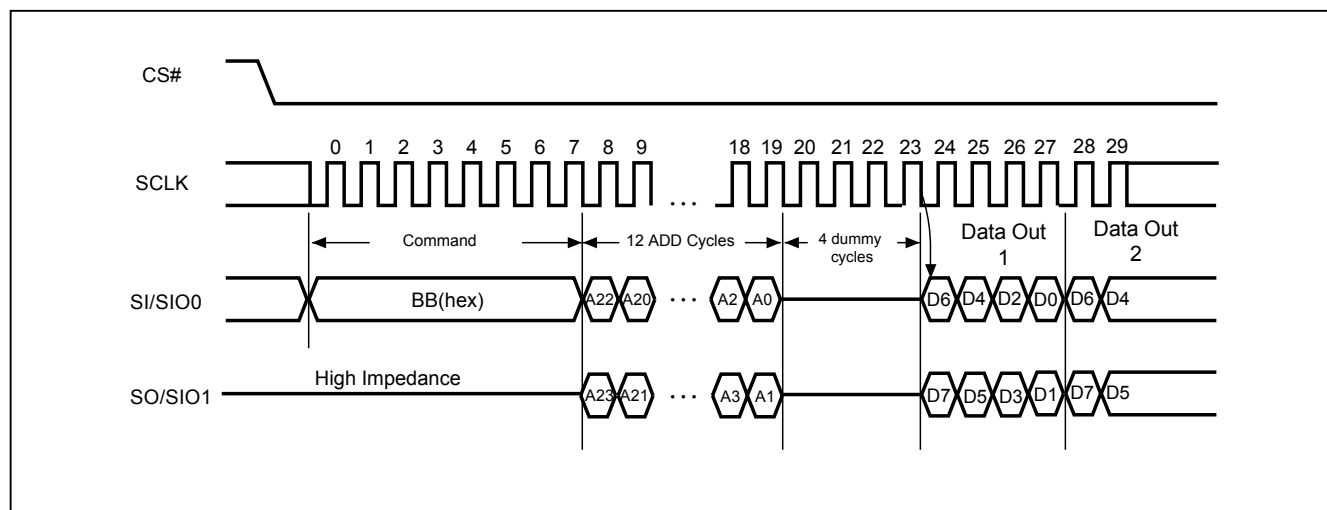 CS#
0 1 2 3 4 5 6 7 8 9 18 19 20 21 22 23 24 25 26 27 28 29
SCLK
...
Command
12 ADD Cycles
4 dummy
cycles
Data Out
1
Data Out
2
SI/SIO0
BB(hex)
A22 A20 ... A2 A0
D6 D4 D2 D0 D6 D4
High Impedance
SO/SIO1
A23 A21 ... A3 A1
D7 D5 D3 D1 D7 D5